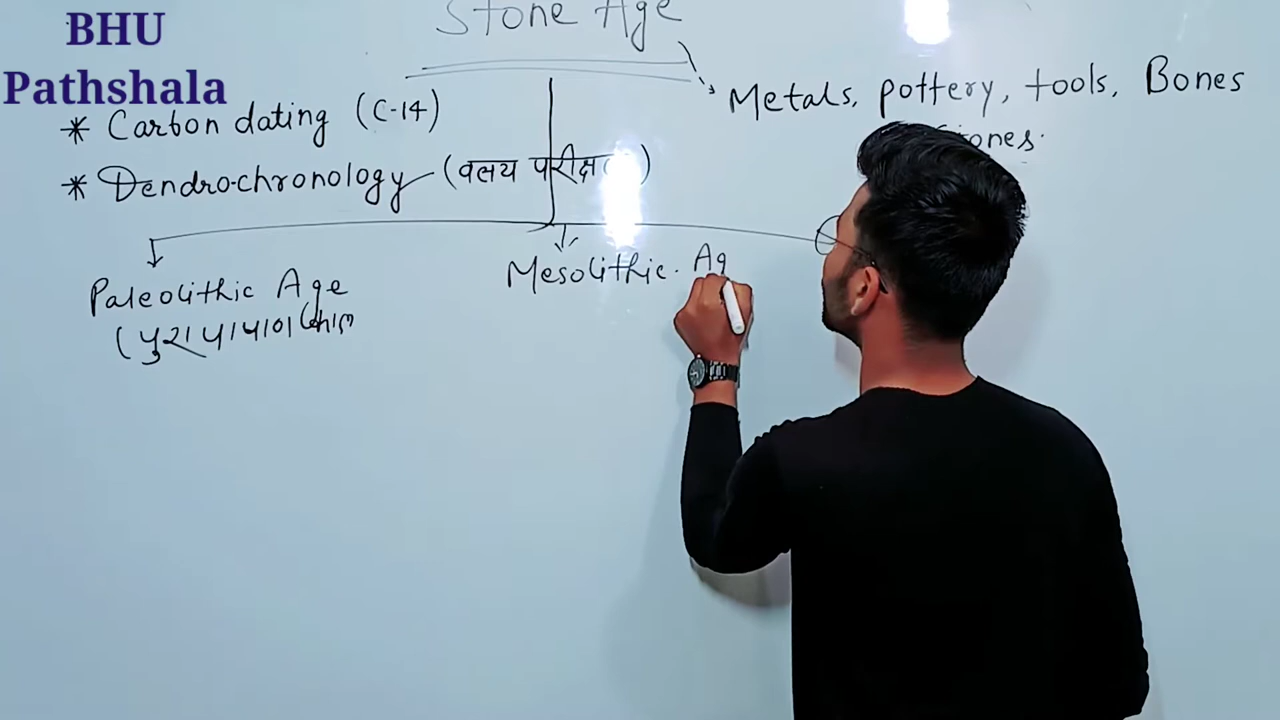 BHU
Pathshala
Stone Age
Metals, pottery, tools, Bones
* Carbon dating (C-14)
* Dendrochronology (वलय
Paleolithic Age
Mesolithic. Ag
(पुरापाषाण काल